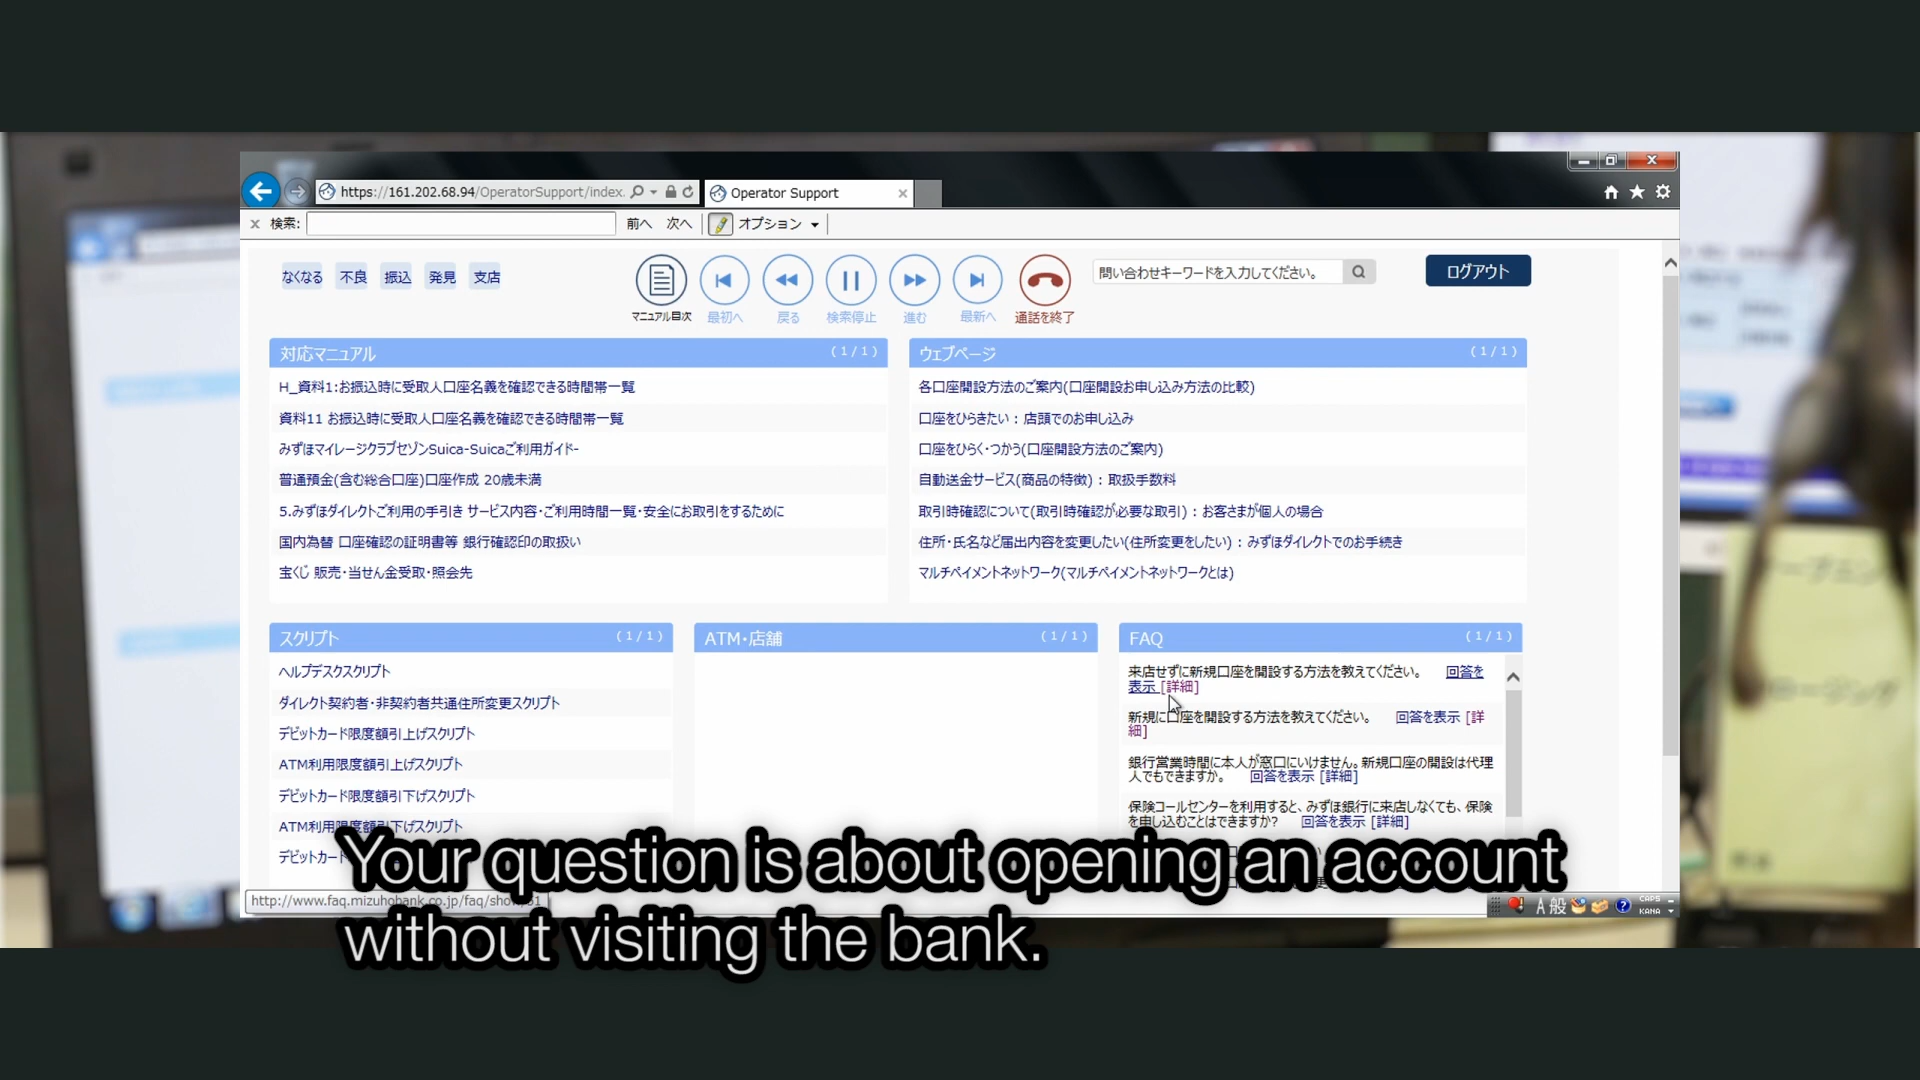 https://161.202.68.94/OperatorSupport/index.
Operator Support
検索:
前へ 次へ
オプション
なくなる 不良 振込 発見 支店
マニュアル目次 最初へ 戻る 検索停止 進む 最新へ 通話を終了
問い合わせキーワードを入力してください。
ログアウト
対応マニュアル (1/1)
H_資料1:お振込時に受取人口座名義を確認できる時間帯一覧
資料11 お振込時に受取人口座名義を確認できる時間帯一覧
みずほマイレージクラブセゾンSuica-Suicaご利用ガイド-
普通預金(含む総合口座)口座作成 20歳未満
5.みずほダイレクトご利用の手引き サービス内容・ご利用時間一覧・安全にお取引をするために
国内為替 口座確認の証明書等 銀行確認印の取扱い
宝くじ 販売・当せん金受取・照会先
ウェブページ (1/1)
各口座開設方法のご案内(口座開設お申し込み方法の比較)
口座をひらきたい：店頭でのお申し込み
口座をひらく・つかう(口座開設方法のご案内)
自動送金サービス(商品の特徴)：取扱手数料
取引時確認について(取引時確認が必要な取引)：お客さまが個人の場合
住所・氏名など届出内容を変更したい(住所変更をしたい)：みずほダイレクトでのお手続き
マルチペイメントネットワーク(マルチペイメントネットワークとは)
スクリプト (1/1)
ヘルプデスクスクリプト
ダイレクト契約者・非契約者共通住所変更スクリプト
デビットカード限度額引上げスクリプト
ATM利用限度額引上げスクリプト
デビットカード限度額引下げスクリプト
ATM利用限度額引下げスクリプト
デビットカード
ATM・店舗 (1/1)
FAQ (1/1)
来店せずに新規口座を開設する方法を教えてください。 回答を
表示 [詳細]
新規に口座を開設する方法を教えてください。 回答を表示 [詳
細]
銀行営業時間に本人が窓口にいけません。新規口座の開設は代理
人でもできますか。 回答を表示 [詳細]
保険コールセンターを利用すると、みずほ銀行に来店しなくても、保険
を申し込むことはできますか? 回答を表示 [詳細]
Your question is about opening an account
without visiting the bank.
http://www.faq.mizuhobank.co.jp/faq/show/
A 般
CAPS
KANA